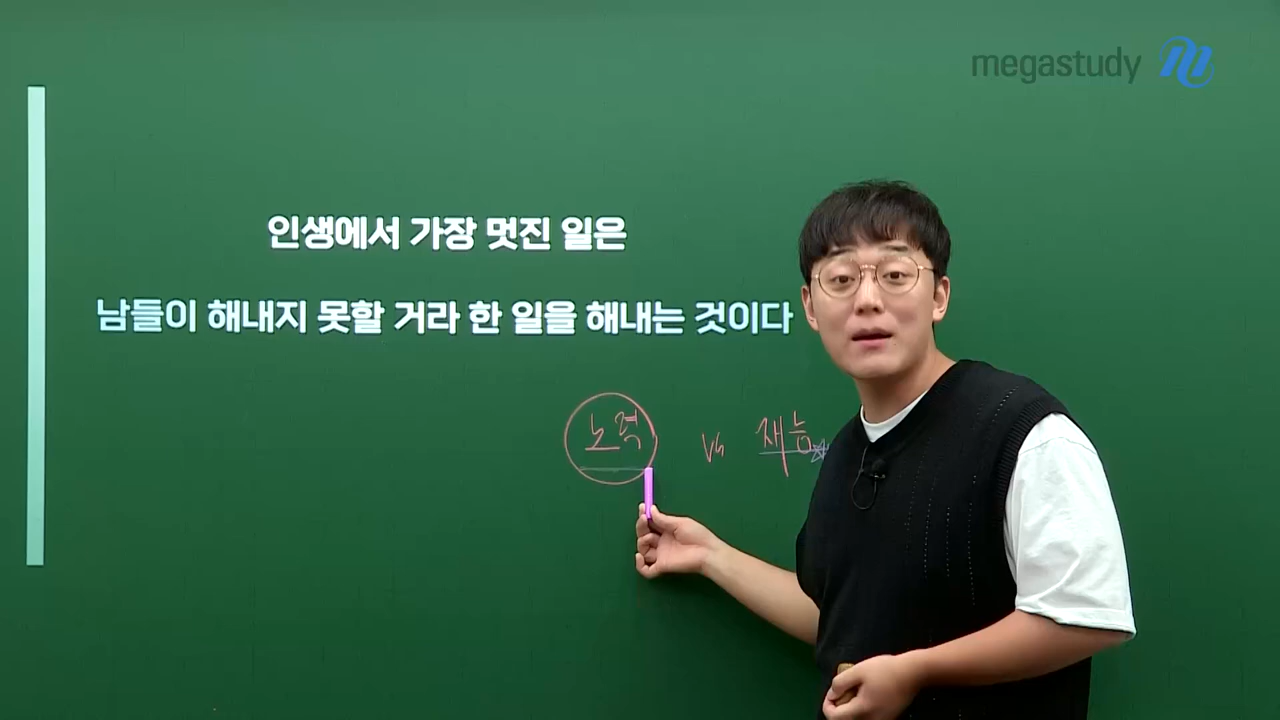 megastudy
인생에서 가장 멋진 일은
남들이 해내지 못할 거라 한 일을 해내는 것이다
노력 vs 재능